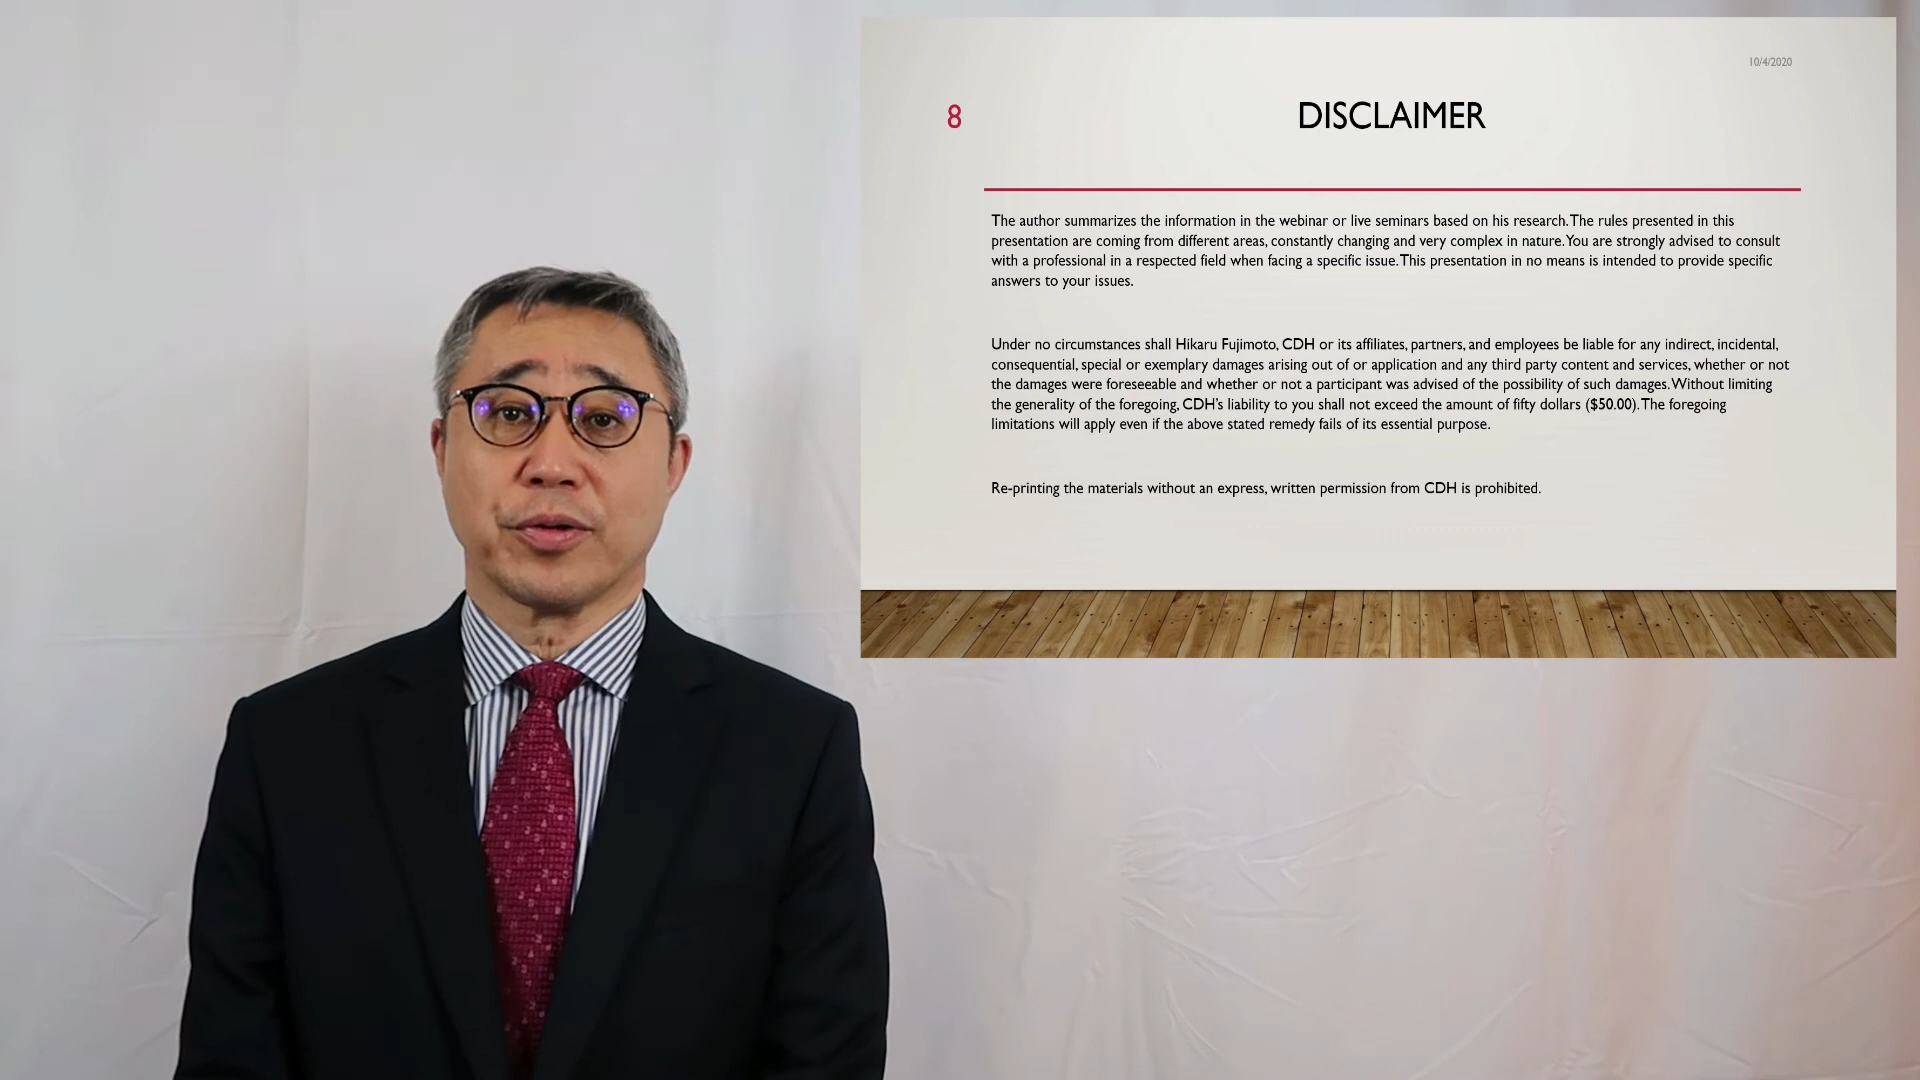 10/4/2020
8
DISCLAIMER
The author summarizes the information in the webinar or live seminars based on his research. The rules presented in this
presentation are coming from different areas, constantly changing and very complex in nature. You are strongly advised to consult
with a professional in a respected field when facing a specific issue. This presentation in no means is intended to provide specific
answers to your issues.
Under no circumstances shall Hikaru Fujimoto, CDH or its affiliates, partners, and employees be liable for any indirect, incidental,
consequential, special or exemplary damages arising out of or application and any third party content and services, whether or not
the damages were foreseeable and whether or not a participant was advised of the possibility of such damages. Without limiting
the generality of the foregoing, CDH's liability to you shall not exceed the amount of fifty dollars ($50.00). The foregoing
limitations will apply even if the above stated remedy fails of its essential purpose.
Re-printing the materials without an express, written permission from CDH is prohibited.